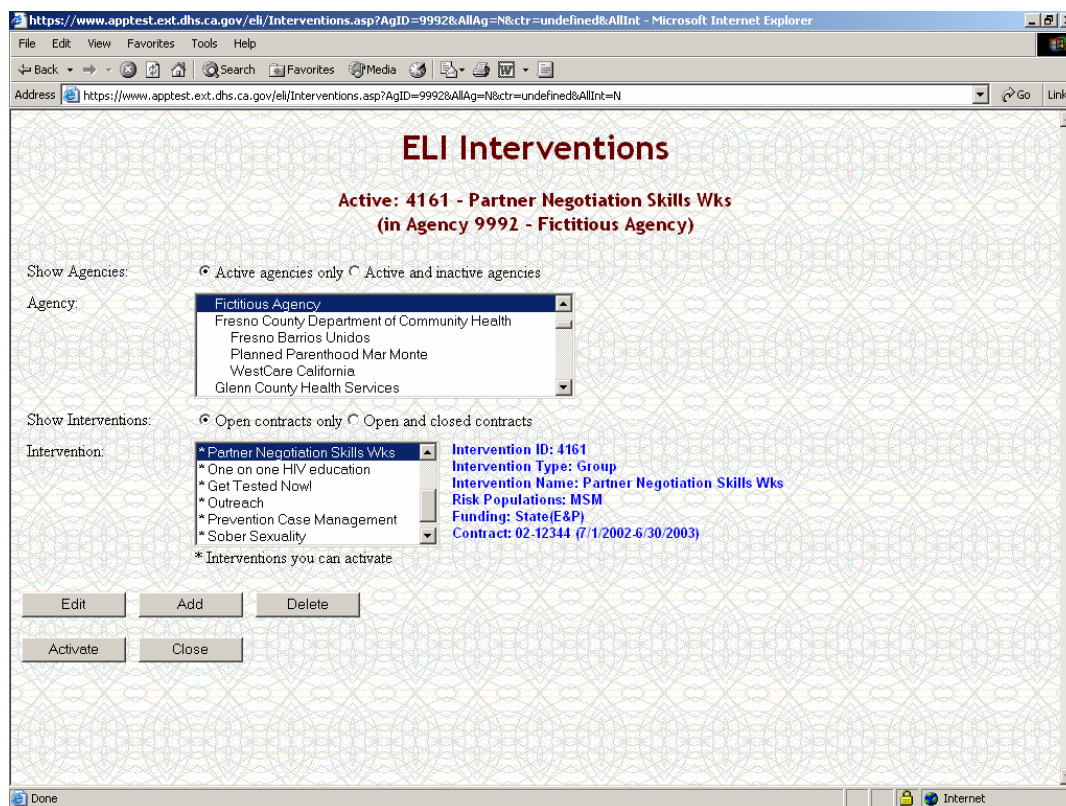 https://www.apptest.ext.dhs.ca.gov/eli/Interventions.asp?AgID=9992&AllAg=N&ctr=undefined&AllInt - Microsoft Internet Explorer
File Edit View Favorites Tools Help
Back Search Favorites Media
Address https://www.apptest.ext.dhs.ca.gov/eli/Interventions.asp?AgID=9992&AllAg=N&ctr=undefined&AllInt=N Go Link
ELI Interventions
Active: 4161 - Partner Negotiation Skills Wks
(in Agency 9992 - Fictitious Agency)
Show Agencies: Active agencies only Active and inactive agencies
Agency:
Fictitious Agency
Fresno County Department of Community Health
Fresno Barrios Unidos
Planned Parenthood Mar Monte
WestCare California
Glenn County Health Services
Show Interventions: Open contracts only Open and closed contracts
Intervention:
* Partner Negotiation Skills Wks
* One on one HIV education
* Get Tested Now!
* Outreach
* Prevention Case Management
* Sober Sexuality
Intervention ID: 4161
Intervention Type: Group
Intervention Name: Partner Negotiation Skills Wks
Risk Populations: MSM
Funding: State(E&P)
Contract: 02-12344 (7/1/2002-6/30/2003)
* Interventions you can activate
Edit Add Delete
Activate Close
Done Internet